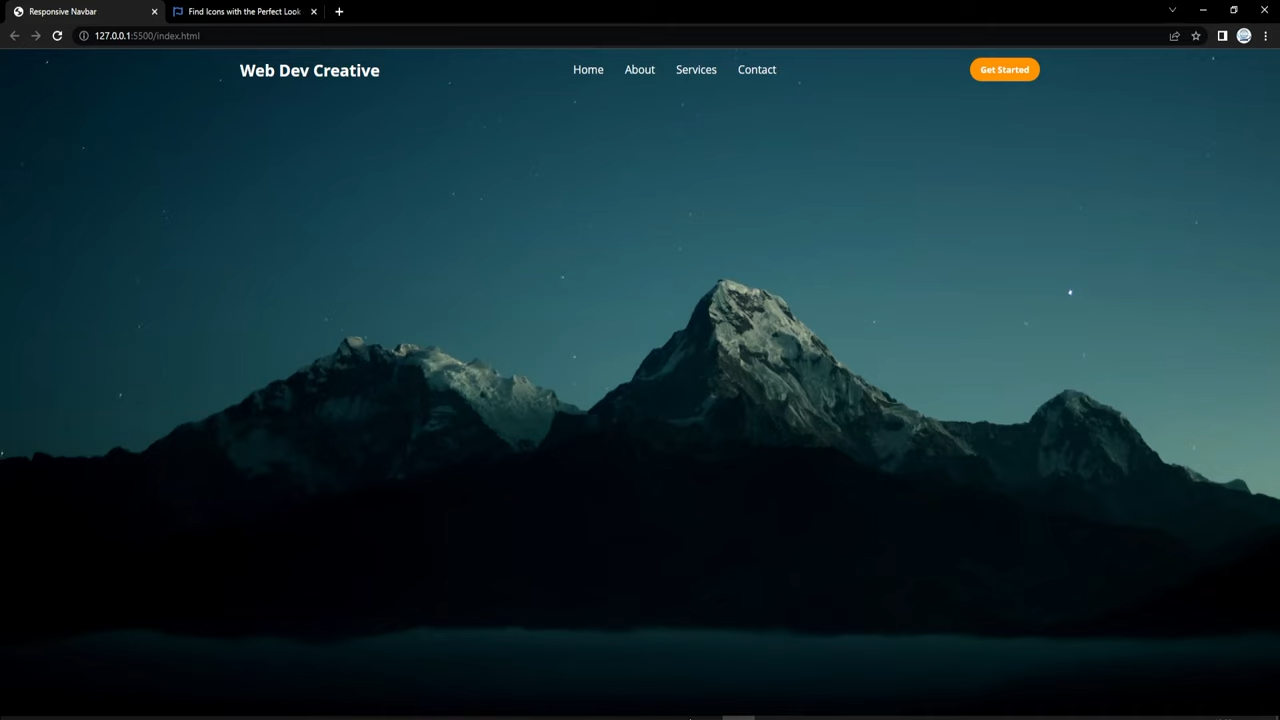 Responsive Navbar
Find Icons with the Perfect Look
127.0.0.1:5500/index.html
Web Dev Creative
Home
About
Services
Contact
Get Started